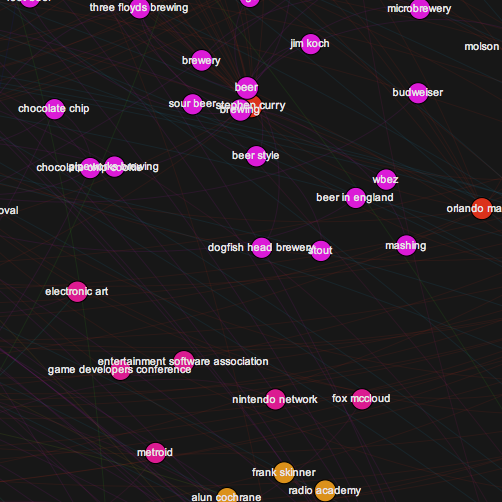 three floyds brewing
microbrewery
jim koch
molson
brewery
beer
budweiser
sour beer
stephen curry
brewing
chocolate chip
beer style
chocolate chip cookie
pipeworks brewing
wbez
beer in england
orlando ma
oval
dogfish head brewery
stout
mashing
electronic art
entertainment software association
game developers conference
nintendo network
fox mccloud
metroid
frank skinner
radio academy
alun cochrane